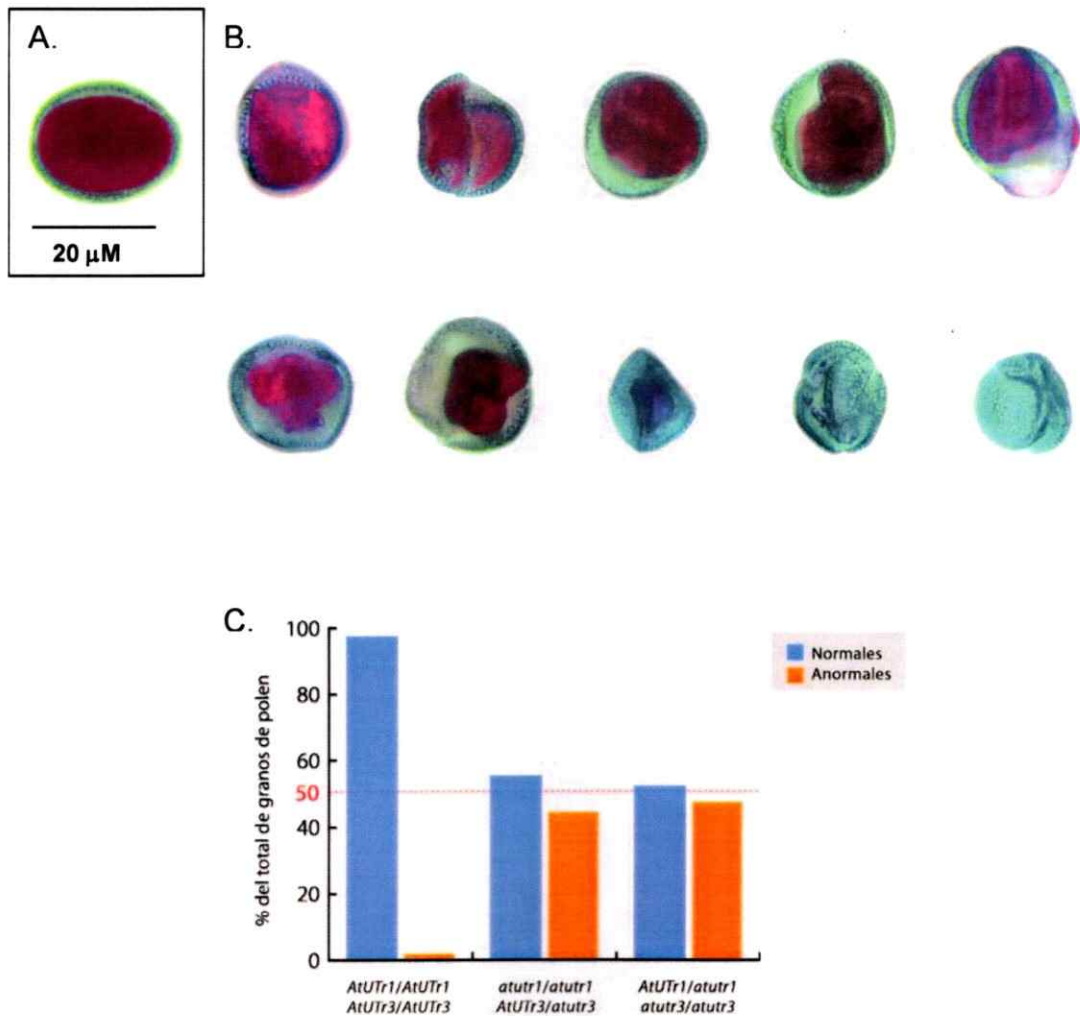 A.
B.
20 μM
C.
% del total de granos de polen
100
80
60
50
40
20
0
Normales
Anormales
AtUTr1/AtUTr1
AtUTr3/AtUTr3
atutr1/atutr1
AtUTr3/atutr3
AtUTr1/atutr1
atutr3/atutr3